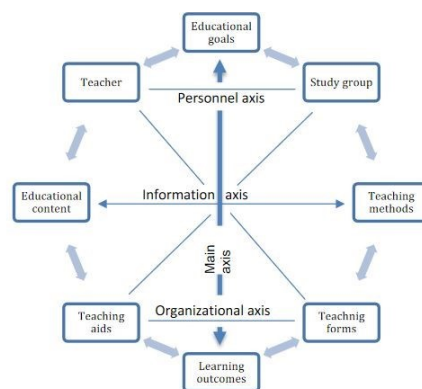 Educational
goals
Teacher
Study group
Personnel axis
Educational
content
Information axis
Teaching
methods
Main
axis
Teaching
aids
Organizational axis
Technig
forms
Learning
outcomes